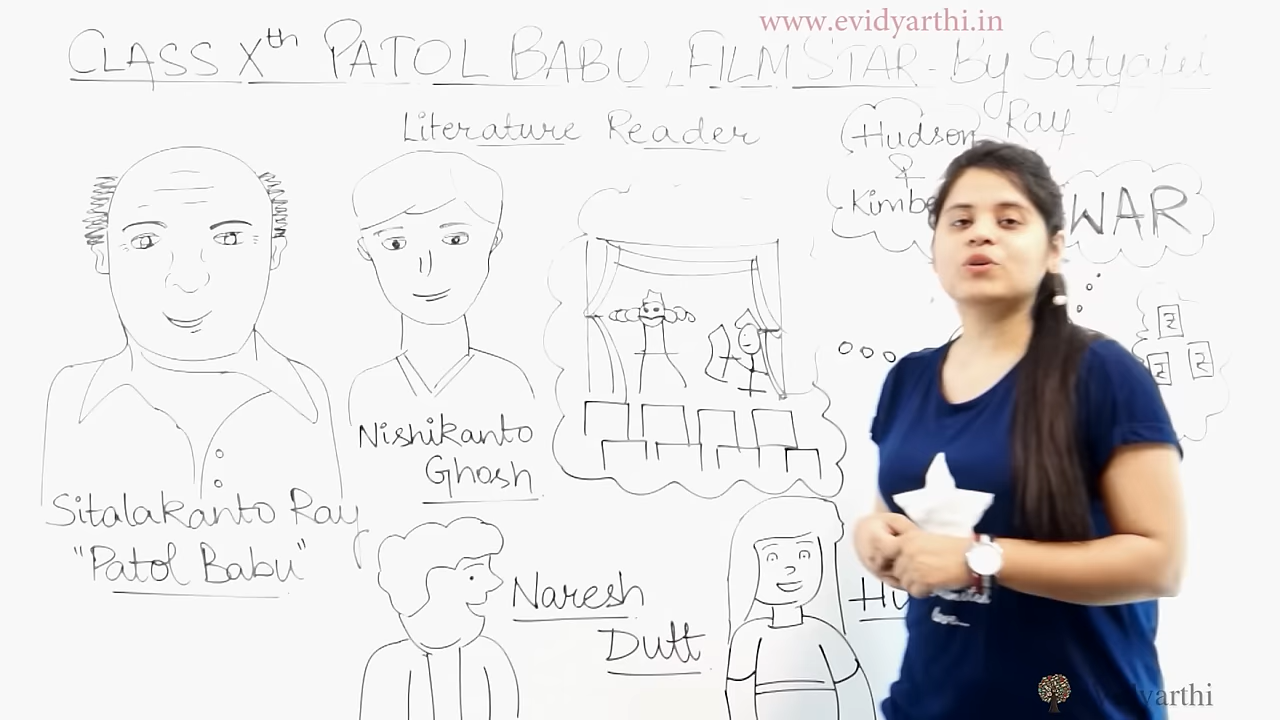 www.evidyarthi.in
CLASS Xth PATOL BABU, FILM STAR - By Satyajit
Ray
Literature Reader
Hudson
&
WAR
Nishikanto
Ghosh
Sitalakanto Ray
"Patol Babu"
Naresh
Dutt